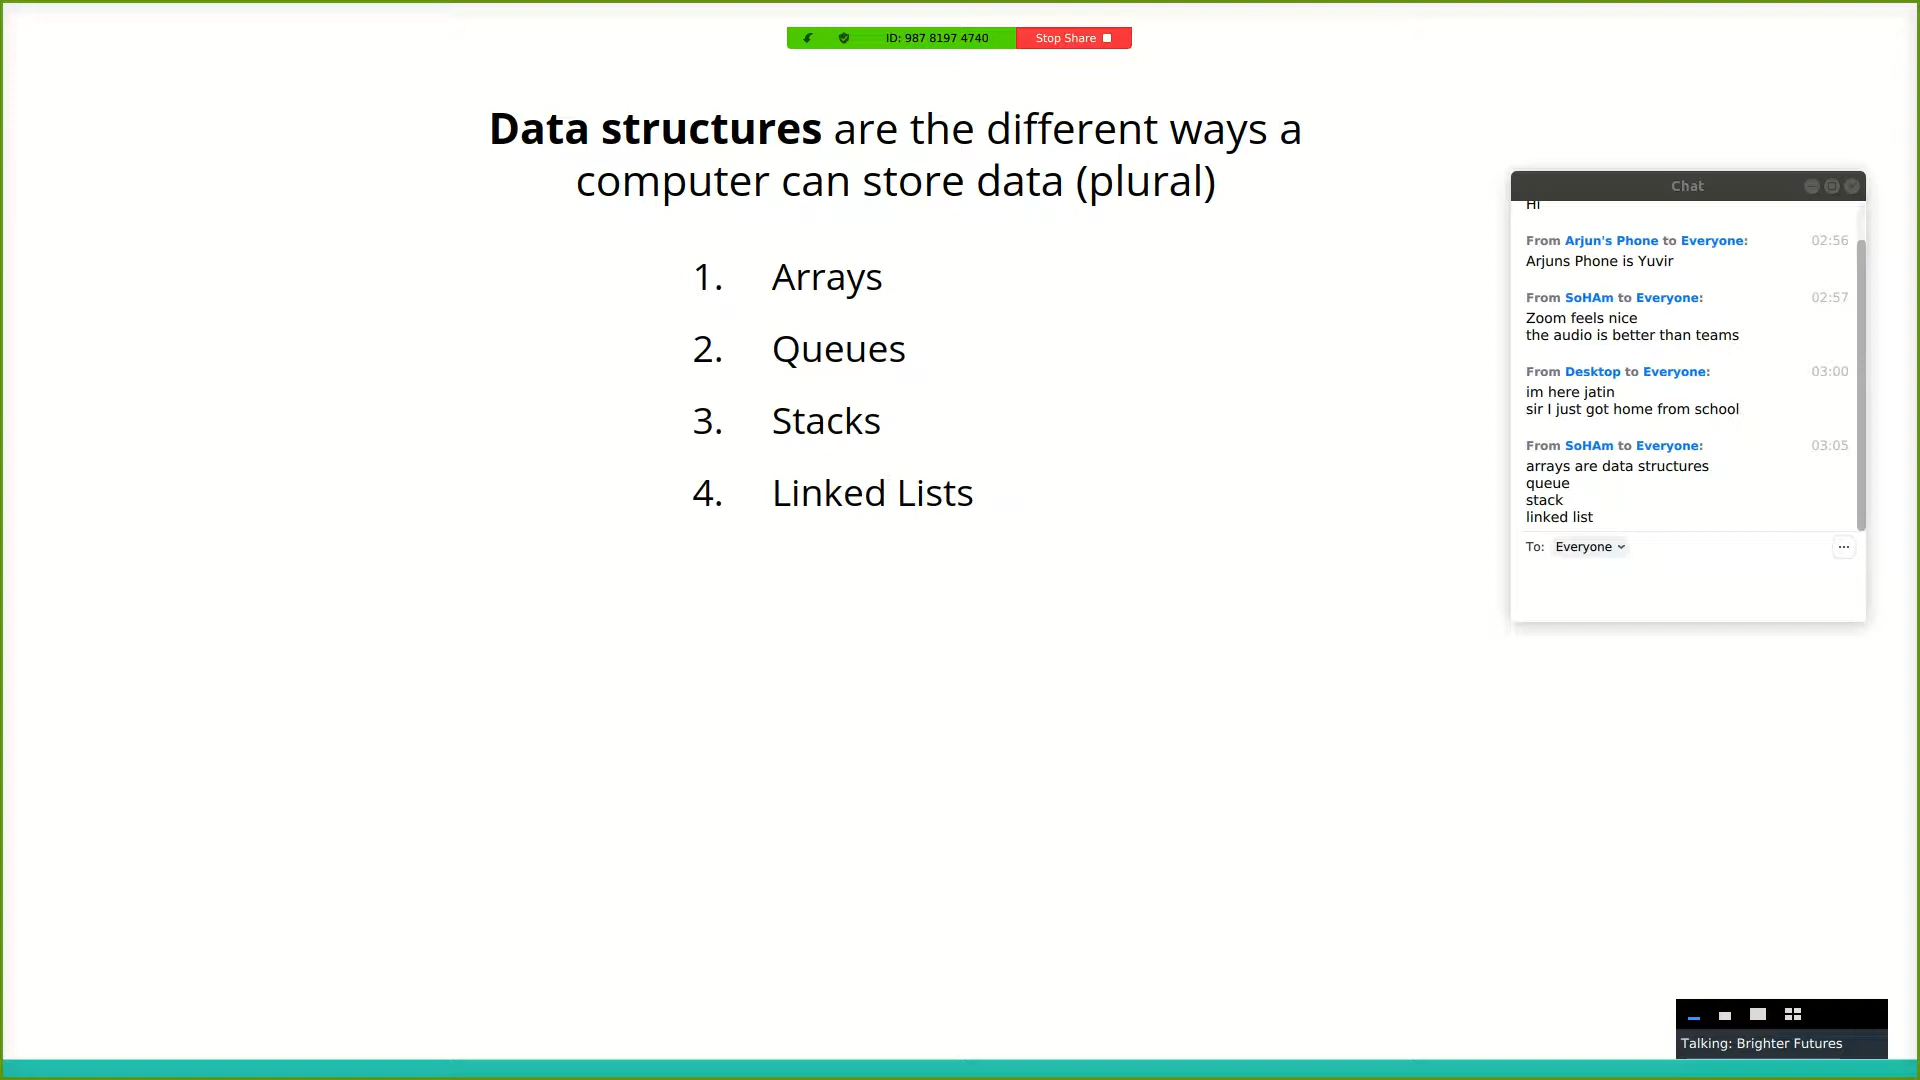 ID: 987 8197 4740 Stop Share
Data structures are the different ways a
computer can store data (plural)
1. Arrays
2. Queues
3. Stacks
4. Linked Lists
Chat
Hi
From Arjun's Phone to Everyone: 02:56
Arjuns Phone is Yuvir
From SoHAm to Everyone: 02:57
Zoom feels nice
the audio is better than teams
From Desktop to Everyone: 03:00
im here jatin
sir I just got home from school
From SoHAm to Everyone: 03:05
arrays are data structures
queue
stack
linked list
To: Everyone
Talking: Brighter Futures